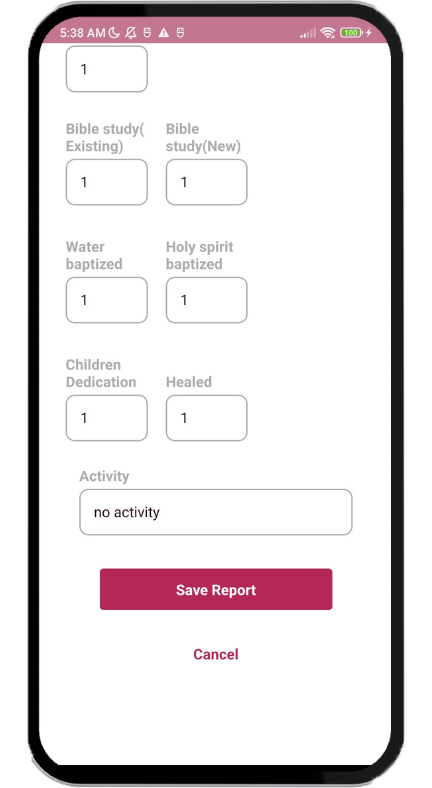 5:38 AM 100
1
Bible study( Bible
Existing) study(New)
1 1
Water Holy spirit
baptized baptized
1 1
Children
Dedication Healed
1 1
Activity
no activity
Save Report
Cancel